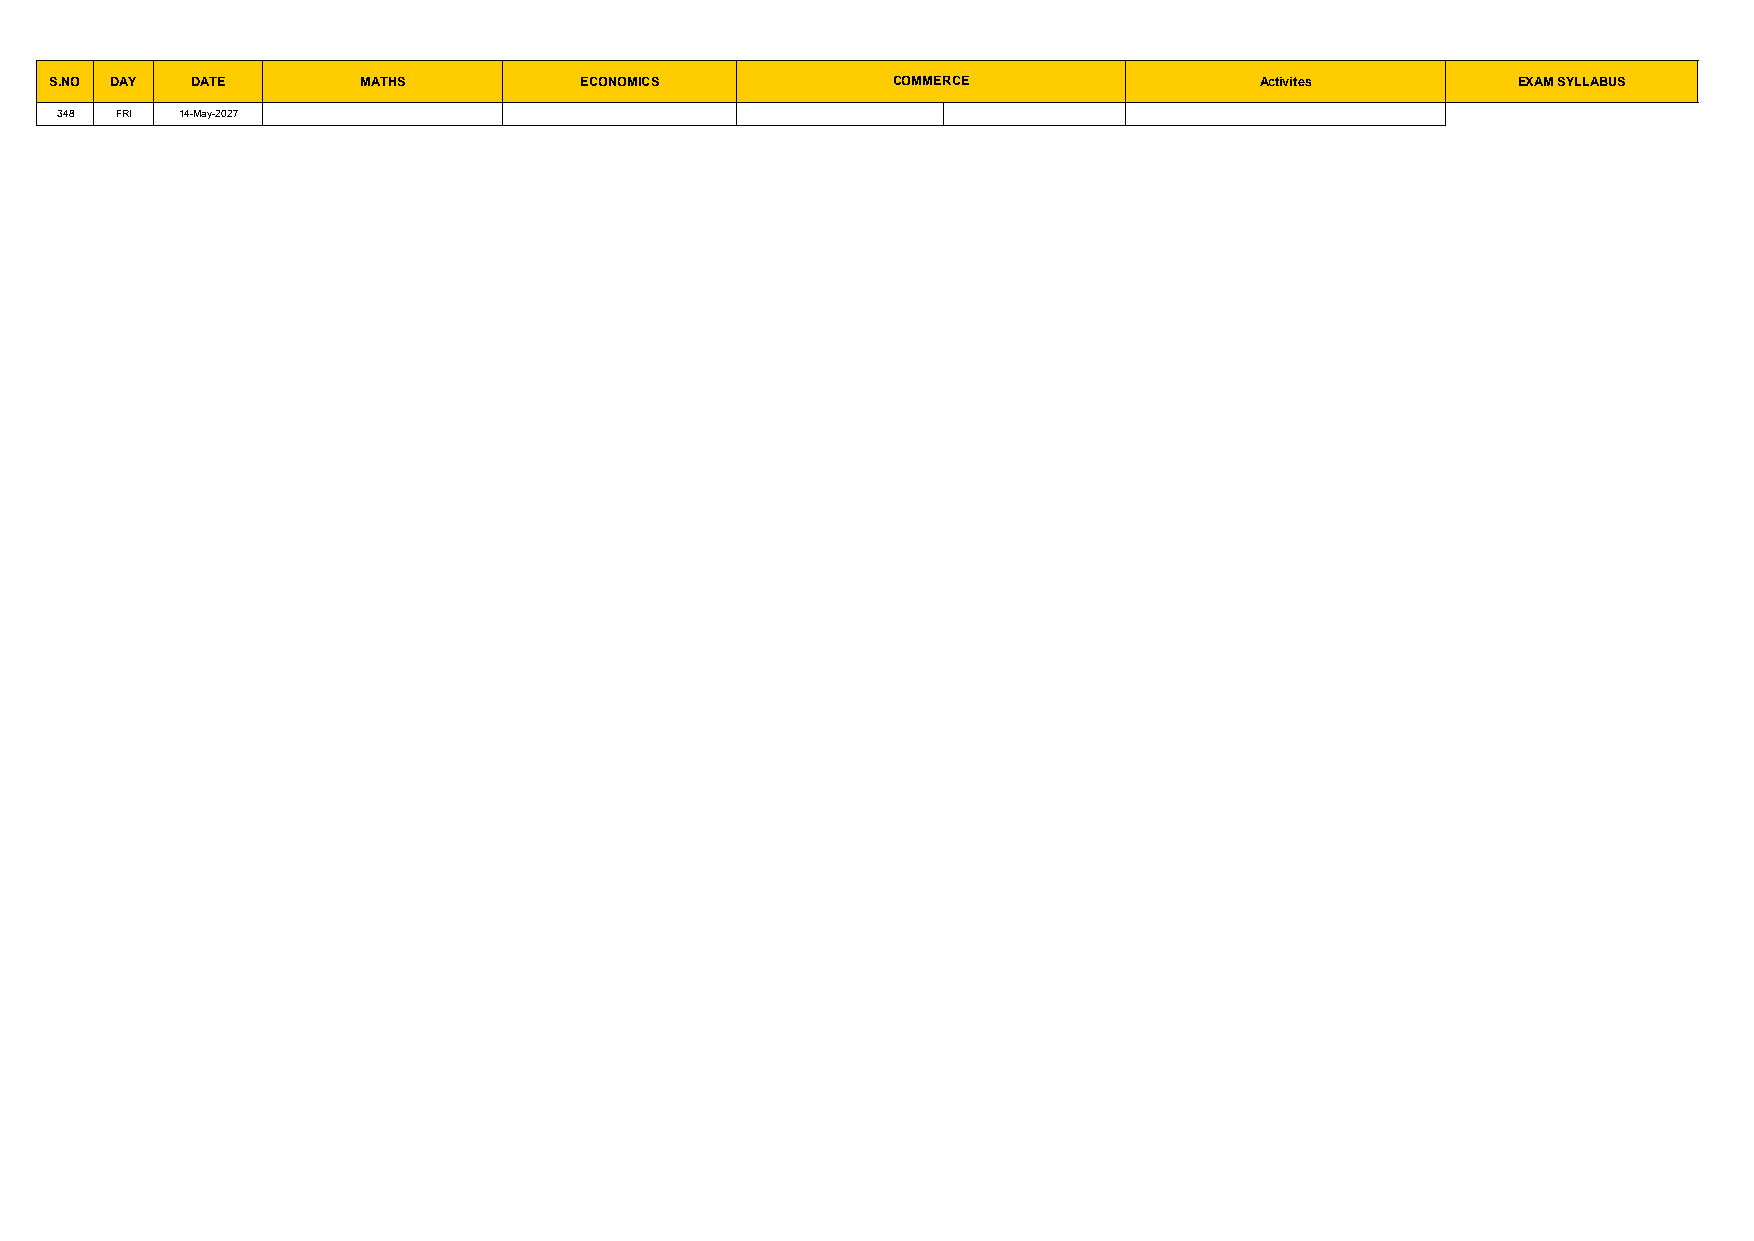 S.NO DAY DATE MATHS ECONOMICS COMMERCE Activites EXAM SYLLABUS
348 FRI 14-May-2027